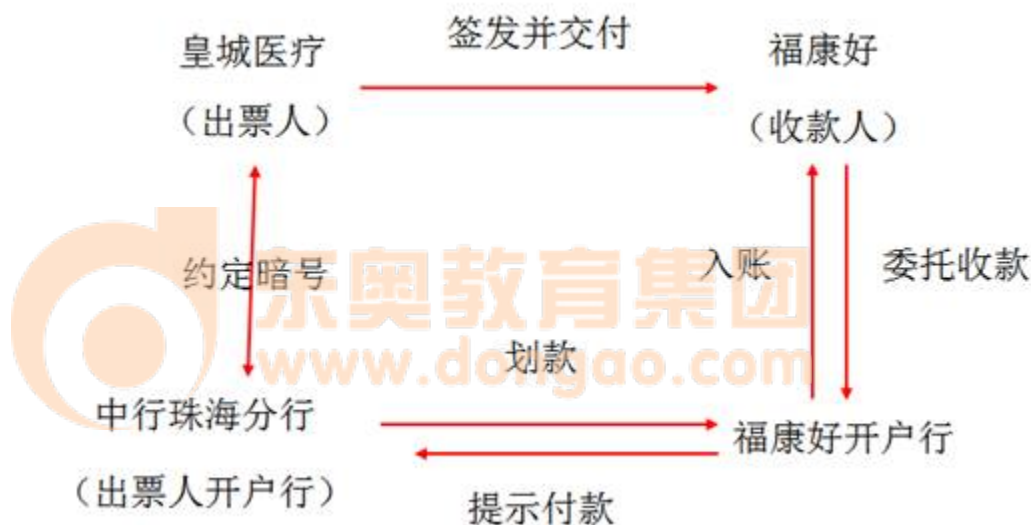 签发并交付
皇城医疗
（出票人）
福康好
（收款人）
约定暗号
入账
委托收款
东奥教育集团
www.dongao.com
划款
中行珠海分行
（出票人开户行）
福康好开户行
提示付款